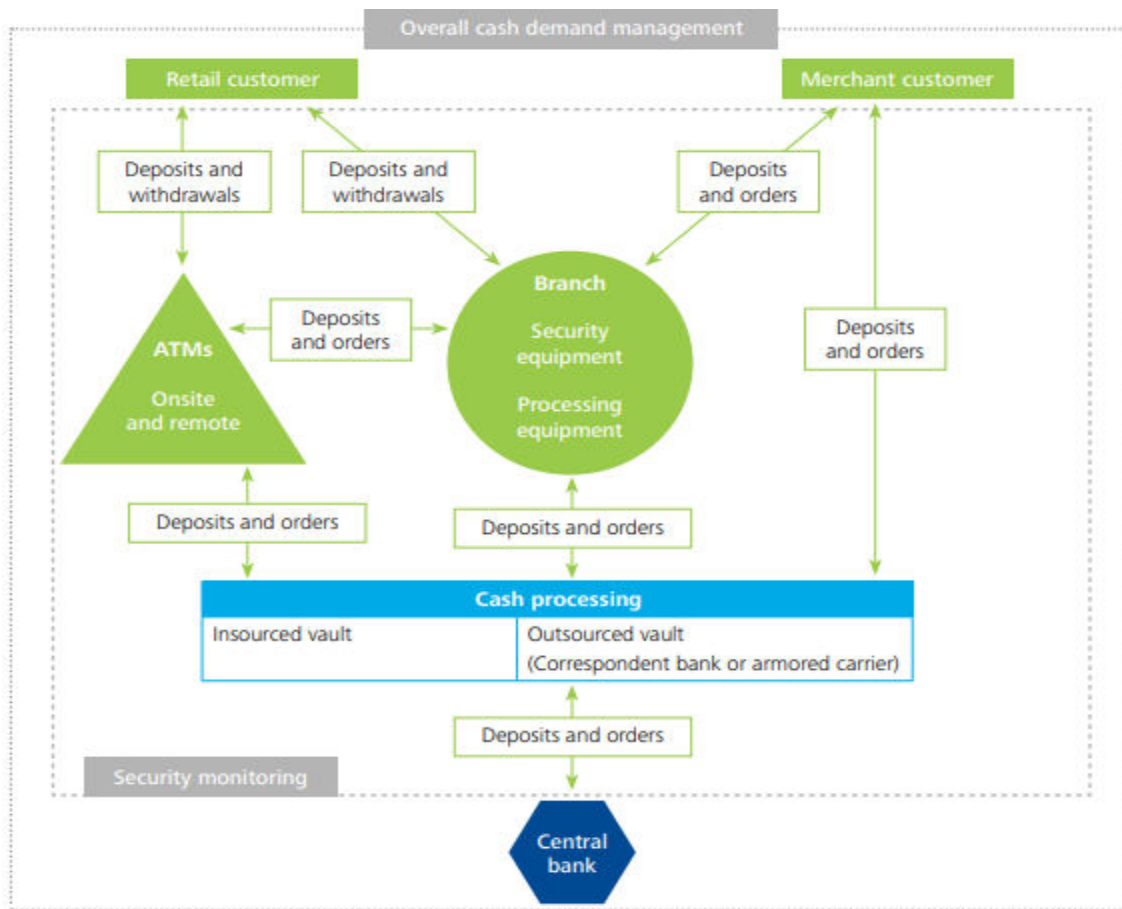 Overall cash demand management
Retail customer
Merchant customer
Deposits and
withdrawals
Deposits and
withdrawals
Deposits
and orders
Branch
Security
equipment
Processing
equipment
Deposits
and orders
ATMs
Onsite
and remote
Deposits
and orders
Deposits and orders
Deposits and orders
Cash processing
Insourced vault
Outsourced vault
(Correspondent bank or armored carrier)
Deposits and orders
Security monitoring
Central
bank